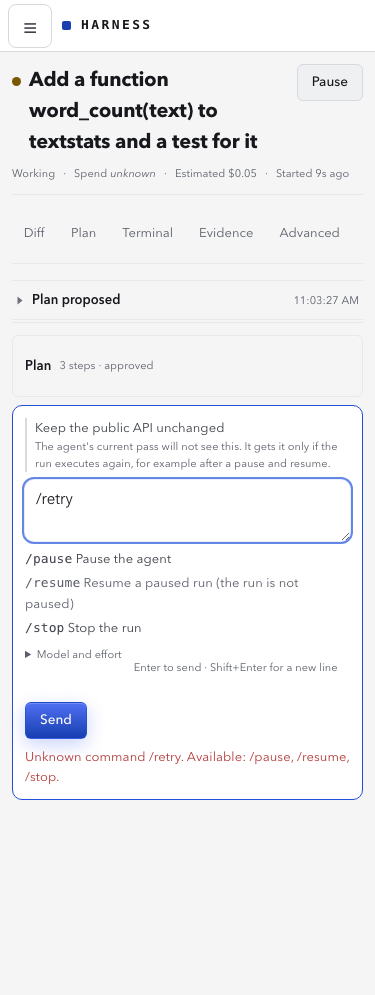 HARNESS
Add a function
word_count(text) to
textstats and a test for it
Pause
Working · Spend unknown · Estimated $0.05 · Started 9s ago
Diff Plan Terminal Evidence Advanced
Plan proposed 11:03:27 AM
Plan 3 steps · approved
Keep the public API unchanged
The agent's current pass will not see this. It gets it only if the
run executes again, for example after a pause and resume.
/retry
/pause Pause the agent
/resume Resume a paused run (the run is not
paused)
/stop Stop the run
Model and effort
Enter to send · Shift+Enter for a new line
Send
Unknown command /retry. Available: /pause, /resume,
/stop.